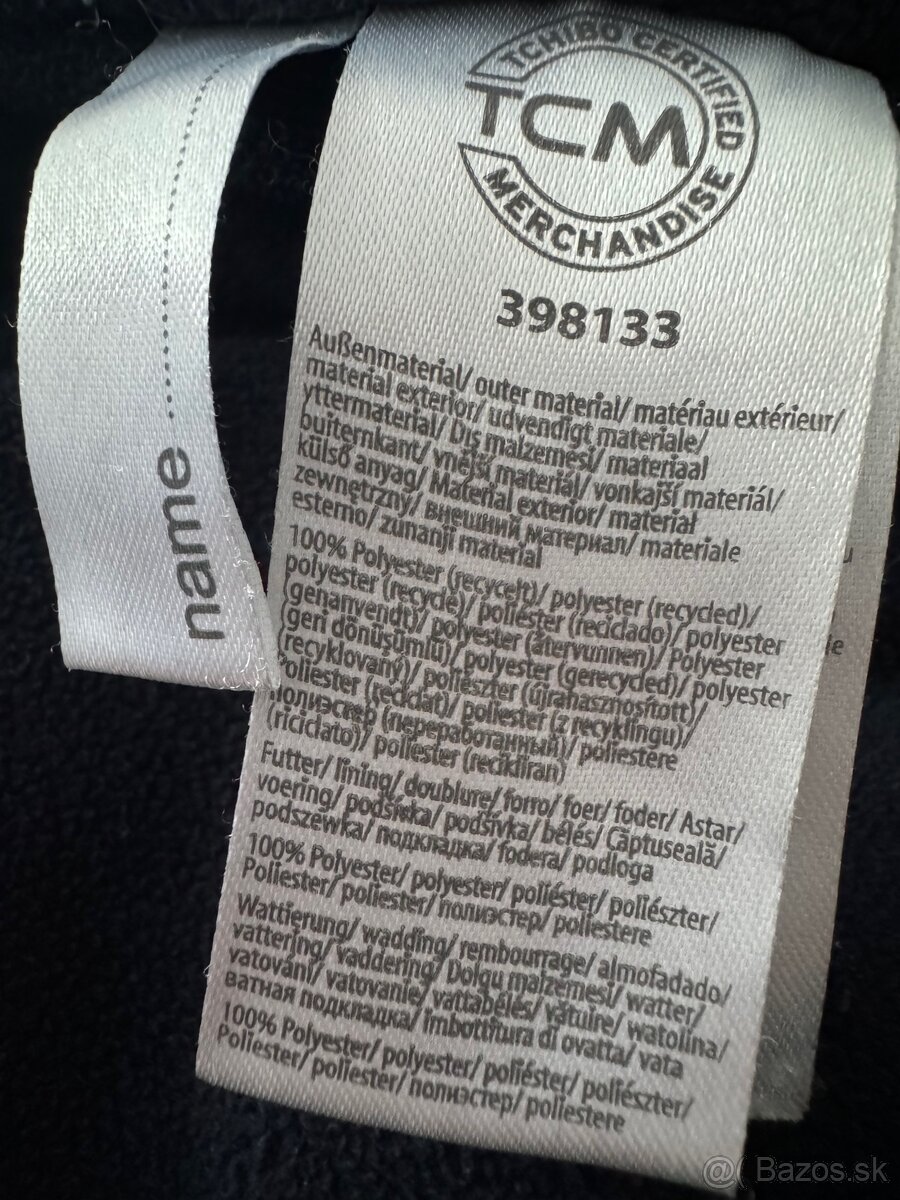 TCHIBO CERTIFIED
TCM
MERCHANDISE
398133
Außenmaterial/ outer material/ matériau extérieur/
material exterior/ udvendigt materiale/
yttermaterial/ Dış malzemesi/ materiaal
buitenkant/ vnější materiál/ vonkajší materiál/
külső anyag/ Material exterior/ materiał
zewnętrzny/ внешний материал/ materiale
esterno/ zunanji material
100% Polyester (recycelt)/ polyester (recycled)/
polyester (recyclé)/ poliéster (reciclado)/ polyester
(genanvendt)/ polyester (återvunnen)/ Polyester
(geri dönüşümlü)/ polyester (gerecycled)/ polyester
(recyklovaný)/ poliészter (újrahasznosított)/
Poliester (reciclat)/ poliester (z recyklingu)/
полиэстер (переработанный)/ poliestere
(riciclato)/ poliester (recikliran)
Futter/ lining/ doublure/ forro/ foer/ foder/ Astar/
voering/ podšívka/ podšívka/ bélés/ Căptuseală/
podszewka/ подкладка/ fodera/ podloga
100% Polyester/ polyester/ poliéster/ poliészter/
Poliester/ poliester/ полиэстер/ poliestere
Wattierung/ wadding/ rembourrage/ almofadado/
vattering/ vaddering/ Dolgu malzemesi/ watter/
vatování/ vatovanie/ vattabélés/ vătuire/ watolina/
ватная подкладка/ imbottitura di ovatta/ vata
100% Polyester/ polyester/ poliéster/ poliészter/
Poliester/ poliester/ полиэстер/ poliestere
name
@ Bazos.sk